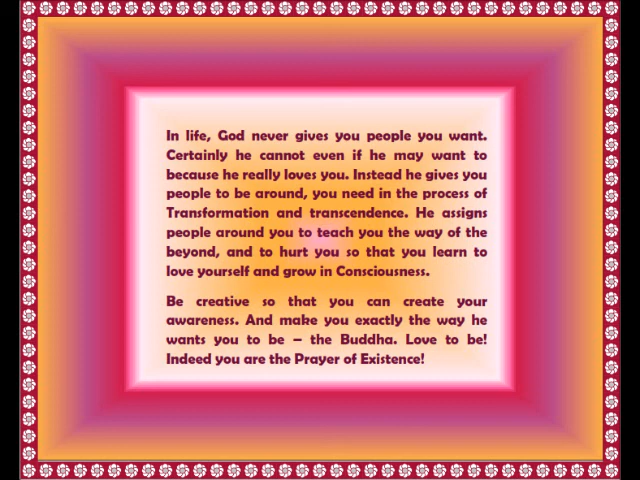 In life, God never gives you people you want.
Certainly he cannot even if he may want to
because he really loves you. Instead he gives you
people to be around, you need in the process of
Transformation and transcendence. He assigns
people around you to teach you the way of the
beyond, and to hurt you so that you learn to
love yourself and grow in Consciousness.
Be creative so that you can create your
awareness. And make you exactly the way he
wants you to be – the Buddha. Love to be!
Indeed you are the Prayer of Existence!